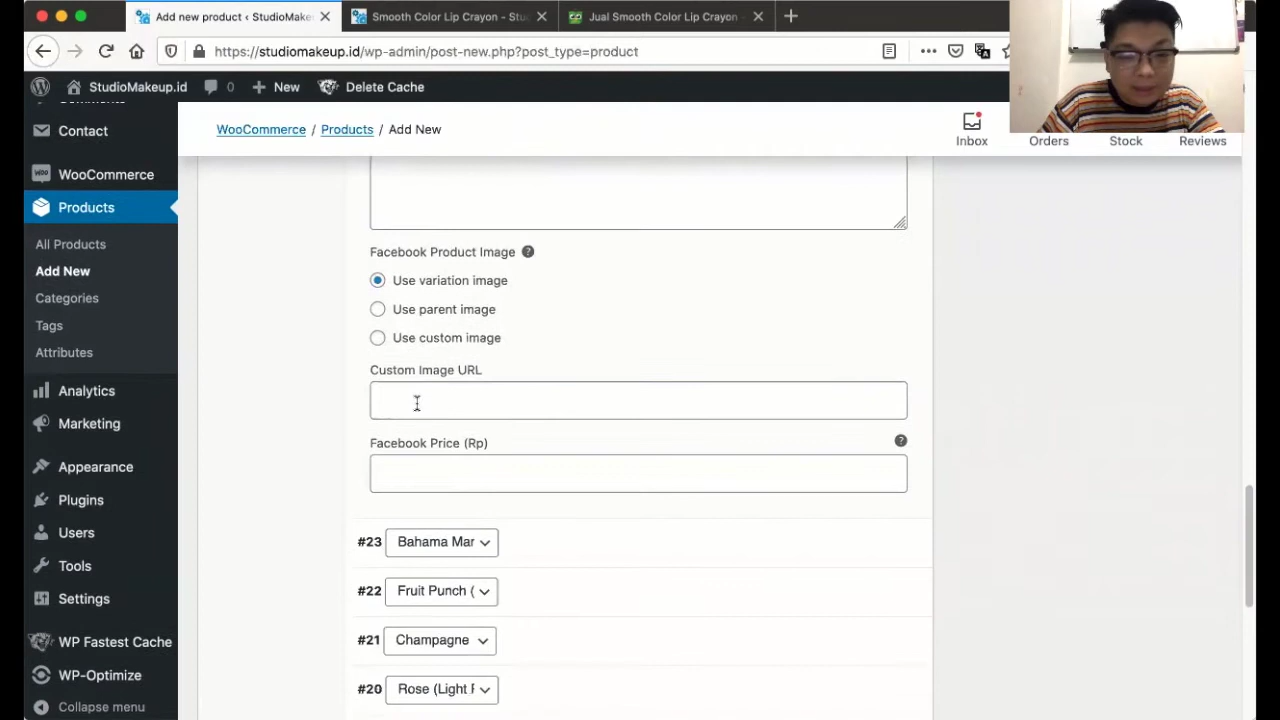 Add new product ‹ StudioMake
Smooth Color Lip Crayon - Stu
Jual Smooth Color Lip Crayon -
https://studiomakeup.id/wp-admin/post-new.php?post_type=product
StudioMakeup.id
0
New
Delete Cache
WooCommerce / Products / Add New
Inbox
Orders
Stock
Reviews
Contact
WooCommerce
Products
All Products
Add New
Categories
Tags
Attributes
Analytics
Marketing
Appearance
Plugins
Users
Tools
Settings
WP Fastest Cache
WP-Optimize
Collapse menu
Facebook Product Image
Use variation image
Use parent image
Use custom image
Custom Image URL
Facebook Price (Rp)
#23 Bahama Mar
#22 Fruit Punch (
#21 Champagne
#20 Rose (Light